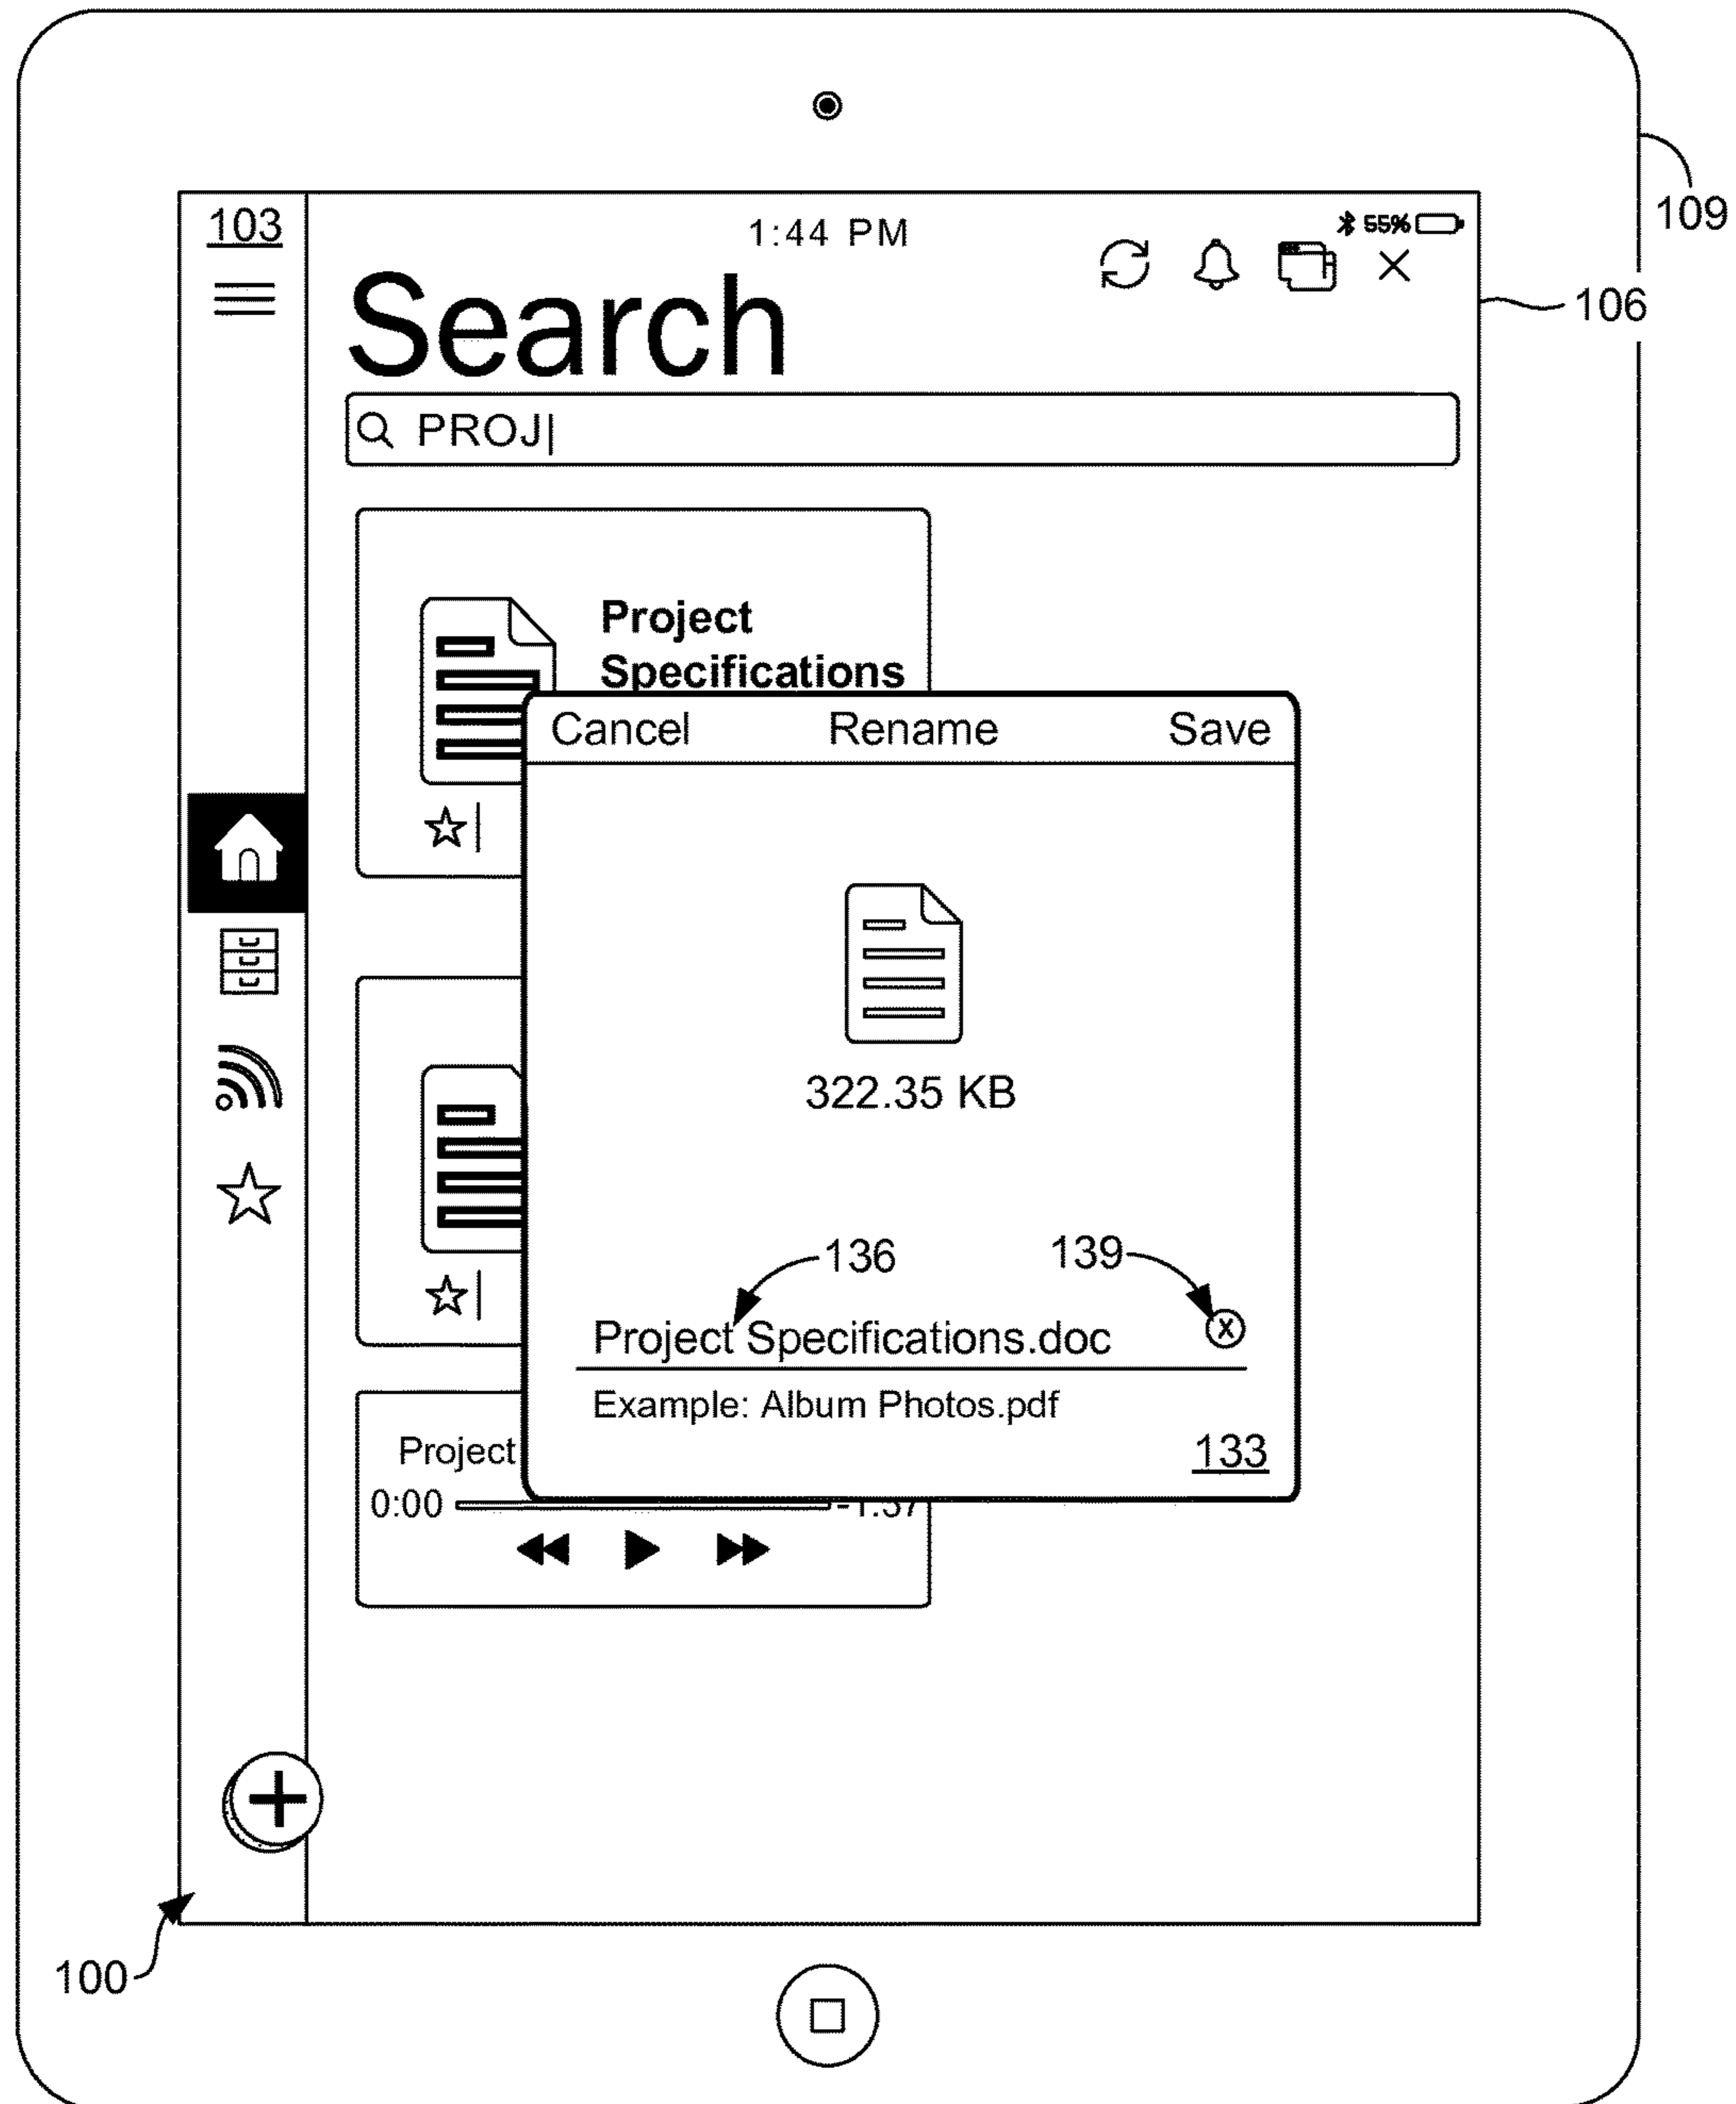 109
103
1:44 PM
55%
106
Search
PROJ
Project
Specifications
Cancel Rename Save
322.35 KB
136 139
Project Specifications.doc
Example: Album Photos.pdf
133
Project
0:00
100